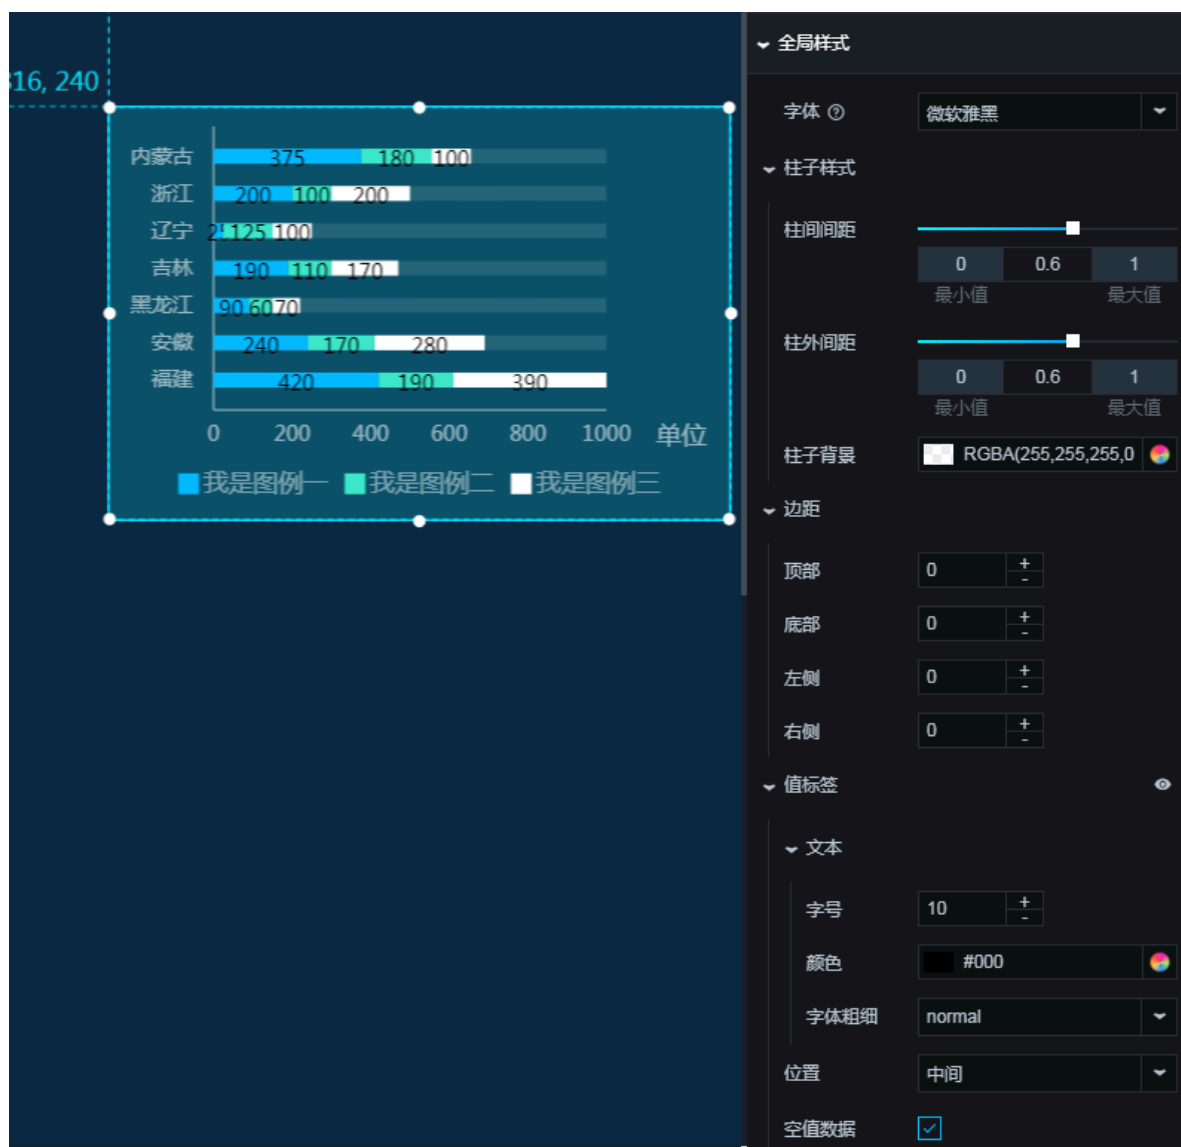 316, 240
内蒙古 375 180 100
浙江 200 100 200
辽宁 125 100
吉林 190 110 170
黑龙江 90 60 70
安徽 240 170 280
福建 420 190 390
0 200 400 600 800 1000 单位
我是图例一 我是图例二 我是图例三
全局样式
字体 微软雅黑
柱子样式
柱间间距
0 0.6 1
最小值 最大值
柱外间距
0 0.6 1
最小值 最大值
柱子背景 RGBA(255,255,255,0
边距
顶部 0 + -
底部 0 + -
左侧 0 + -
右侧 0 + -
值标签
文本
字号 10 + -
颜色 #000
字体粗细 normal
位置 中间
空值数据